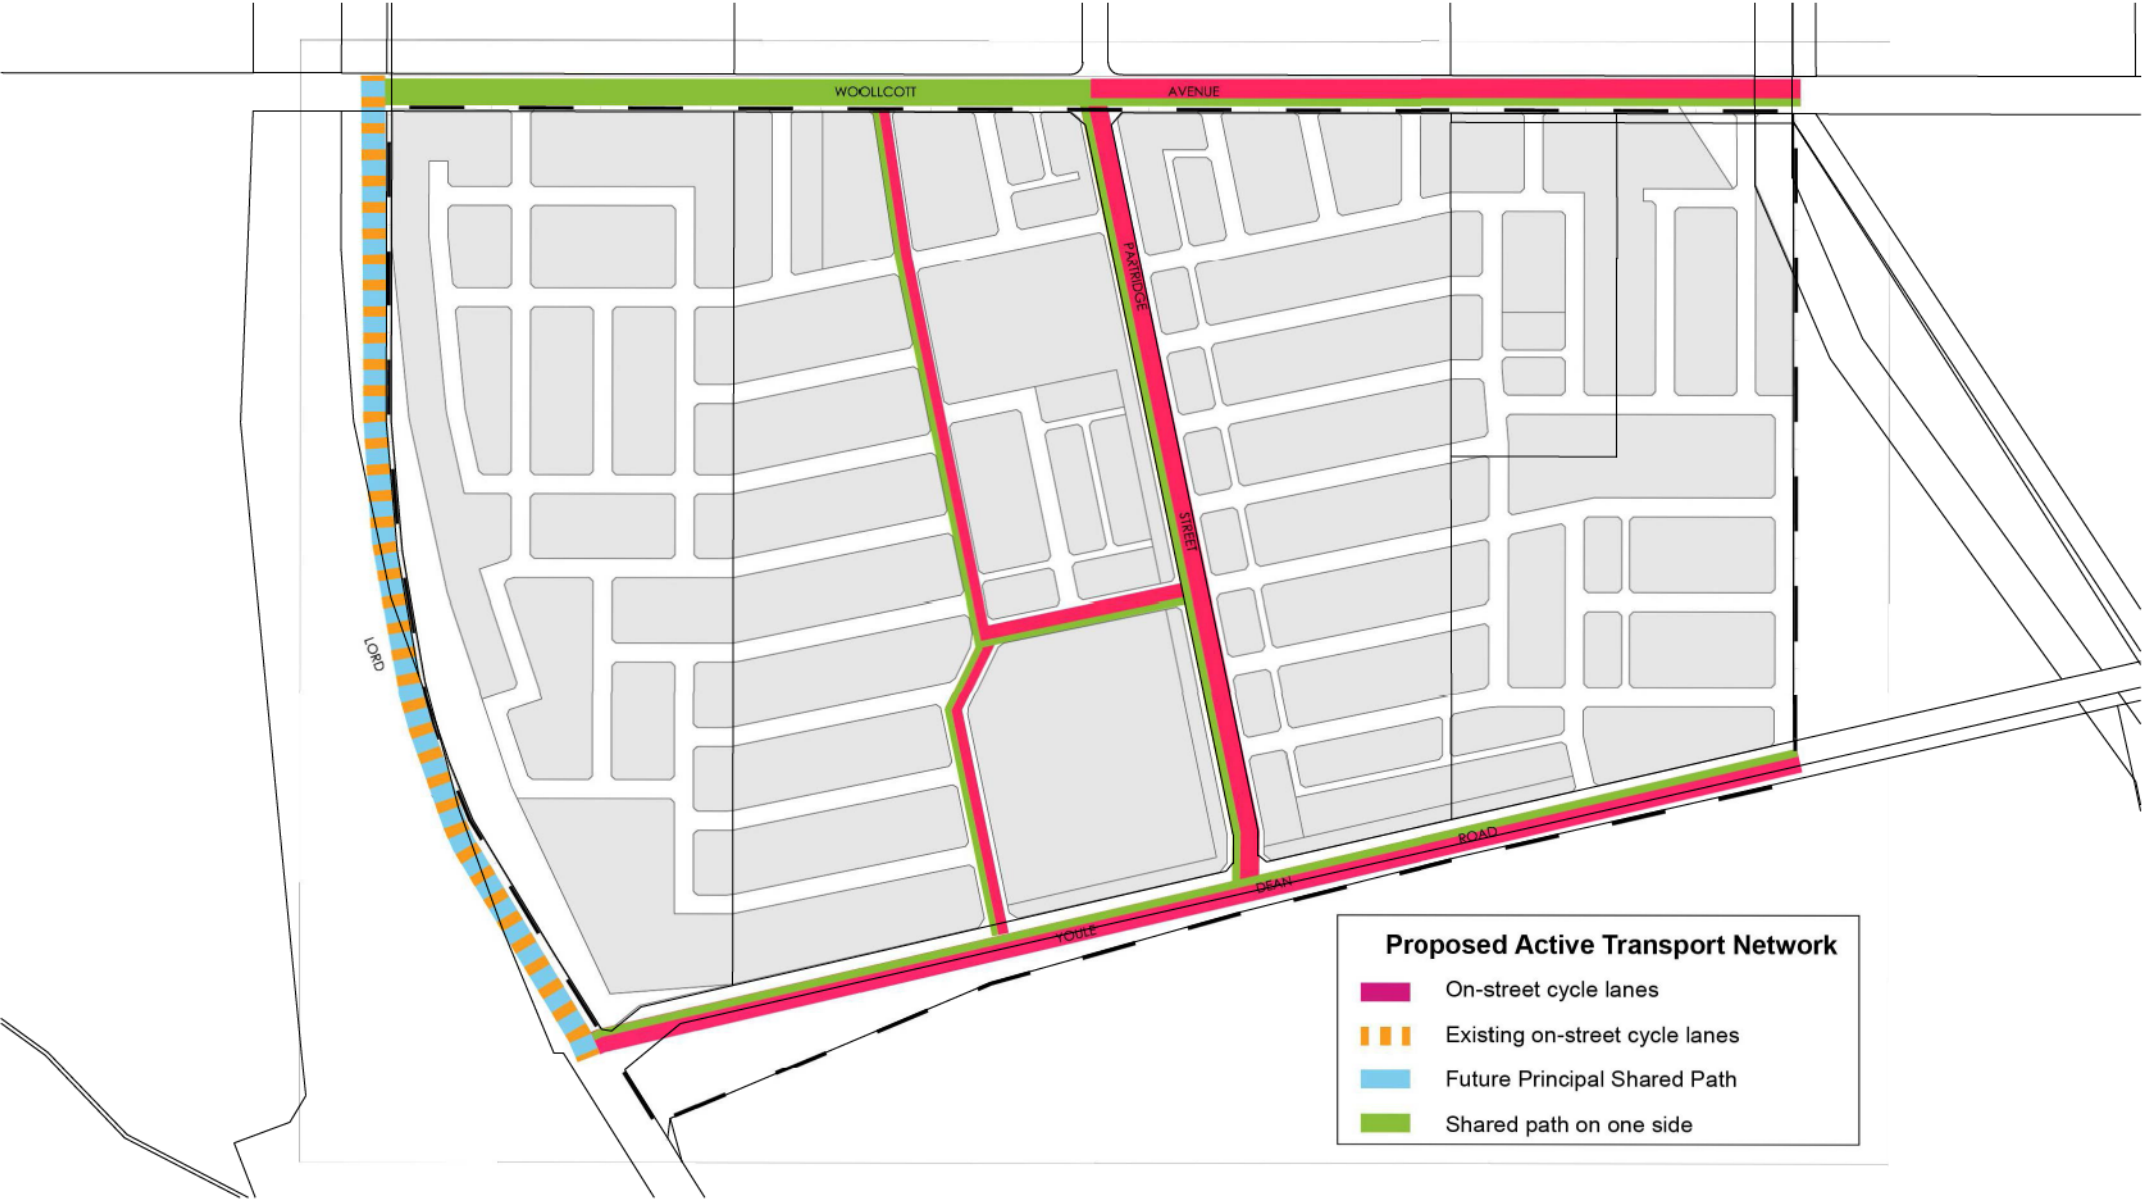 WOOLLCOTT AVENUE
PARTRIDGE
STREET
LORD
ROAD
DEAN
YOULE
Proposed Active Transport Network
On-street cycle lanes
Existing on-street cycle lanes
Future Principal Shared Path
Shared path on one side